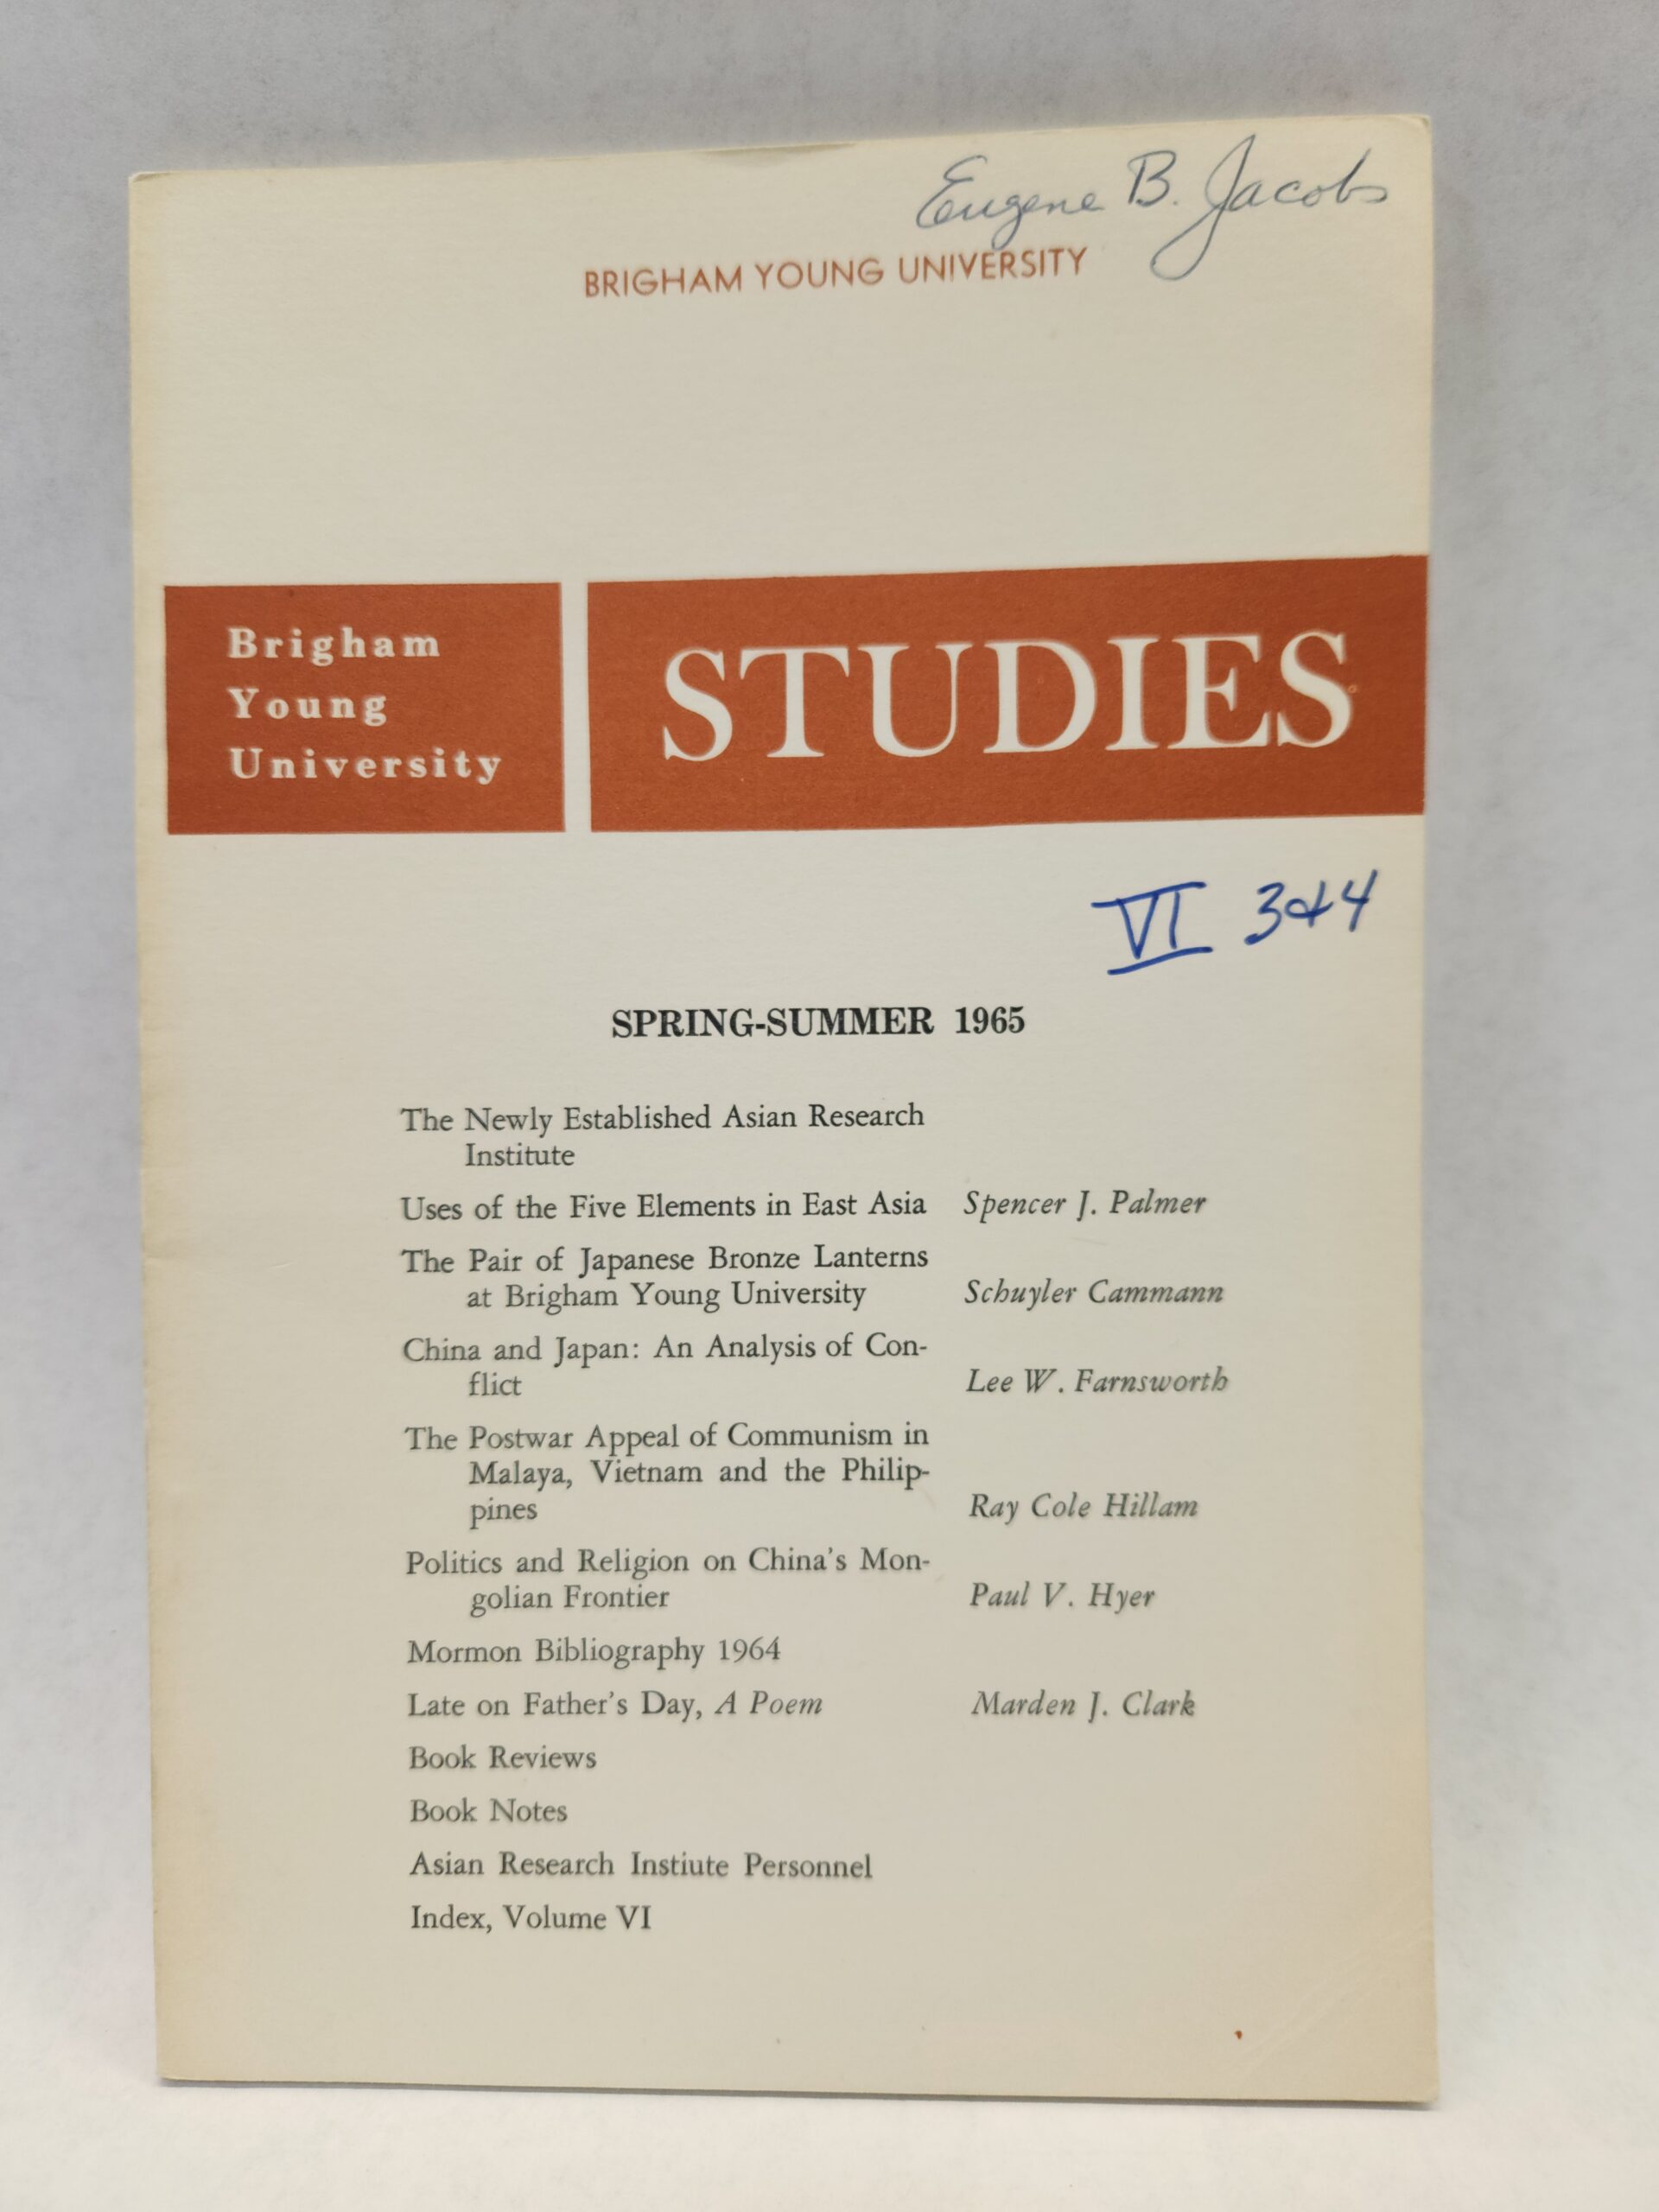 Eugene B. Jacobs
BRIGHAM YOUNG UNIVERSITY
Brigham
Young
University
STUDIES
VI 3&4
SPRING-SUMMER 1965
The Newly Established Asian Research
Institute
Uses of the Five Elements in East Asia Spencer J. Palmer
The Pair of Japanese Bronze Lanterns
at Brigham Young University Schuyler Cammann
China and Japan: An Analysis of Con-
flict Lee W. Farnsworth
The Postwar Appeal of Communism in
Malaya, Vietnam and the Philip-
pines Ray Cole Hillam
Politics and Religion on China's Mon-
golian Frontier Paul V. Hyer
Mormon Bibliography 1964
Late on Father's Day, A Poem Marden J. Clark
Book Reviews
Book Notes
Asian Research Instiute Personnel
Index, Volume VI